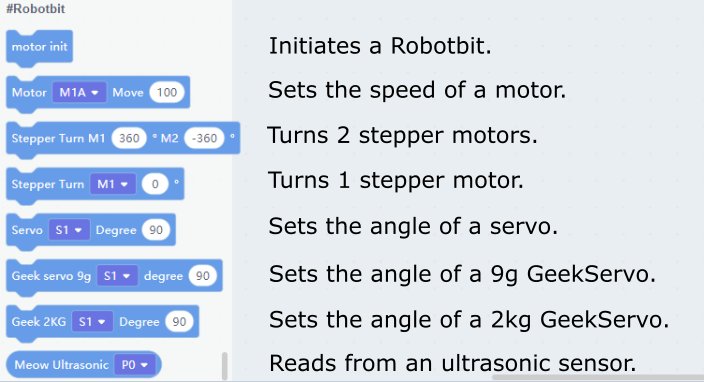 #Robotbit
motor init Initiates a Robotbit.
Motor M1A Move 100 Sets the speed of a motor.
Stepper Turn M1 360 ° M2 -360 ° Turns 2 stepper motors.
Stepper Turn M1 0 ° Turns 1 stepper motor.
Servo S1 Degree 90 Sets the angle of a servo.
Geek servo 9g S1 degree 90 Sets the angle of a 9g GeekServo.
Geek 2KG S1 Degree 90 Sets the angle of a 2kg GeekServo.
Meow Ultrasonic P0 Reads from an ultrasonic sensor.